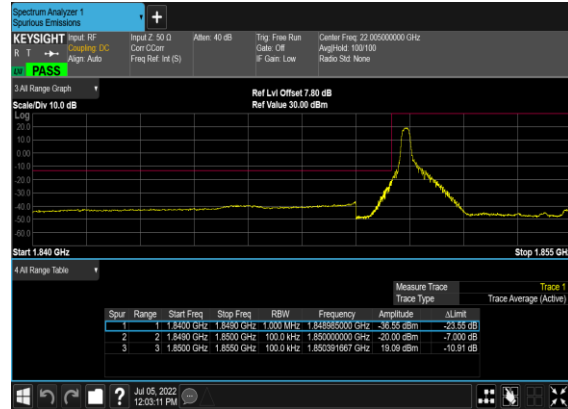 Spectrum Analyzer 1
Spurious Emissions
KEYSIGHT Input: RF Input Z: 50 Ω Atten: 40 dB Trig: Free Run Center Freq: 22.005000000 GHz
R T Coupling: DC Corr CCorr Gate: Off Avg|Hold: 100/100
Align: Auto Freq Ref: Int (S) IF Gain: Low Radio Std: None
PASS
3 All Range Graph
Ref Lvl Offset 7.80 dB
Scale/Div 10.0 dB Ref Value 30.00 dBm
Log
20.0
10.0
0.00
-10.0
-20.0
-30.0
-40.0
-50.0
-60.0
Start 1.840 GHz Stop 1.855 GH
4 All Range Table
Measure Trace Trace 1
Trace Type Trace Average (Active)
Spur Range Start Freq Stop Freq RBW Frequency Amplitude ΔLimit
1 1 1.8400 GHz 1.8490 GHz 1.000 MHz 1.848985000 GHz -36.55 dBm -23.55 dB
2 2 1.8490 GHz 1.8500 GHz 100.0 kHz 1.850000000 GHz -20.00 dBm -7.000 dB
3 3 1.8500 GHz 1.8550 GHz 100.0 kHz 1.850391667 GHz 19.09 dBm -10.91 dB
? Jul 05, 2022
12:03:11 PM